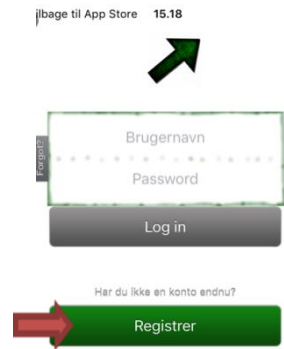 ilbage til App Store 15.18
Brugernavn
Forgot?
Password
Log in
Har du ikke en konto endnu?
Registrer